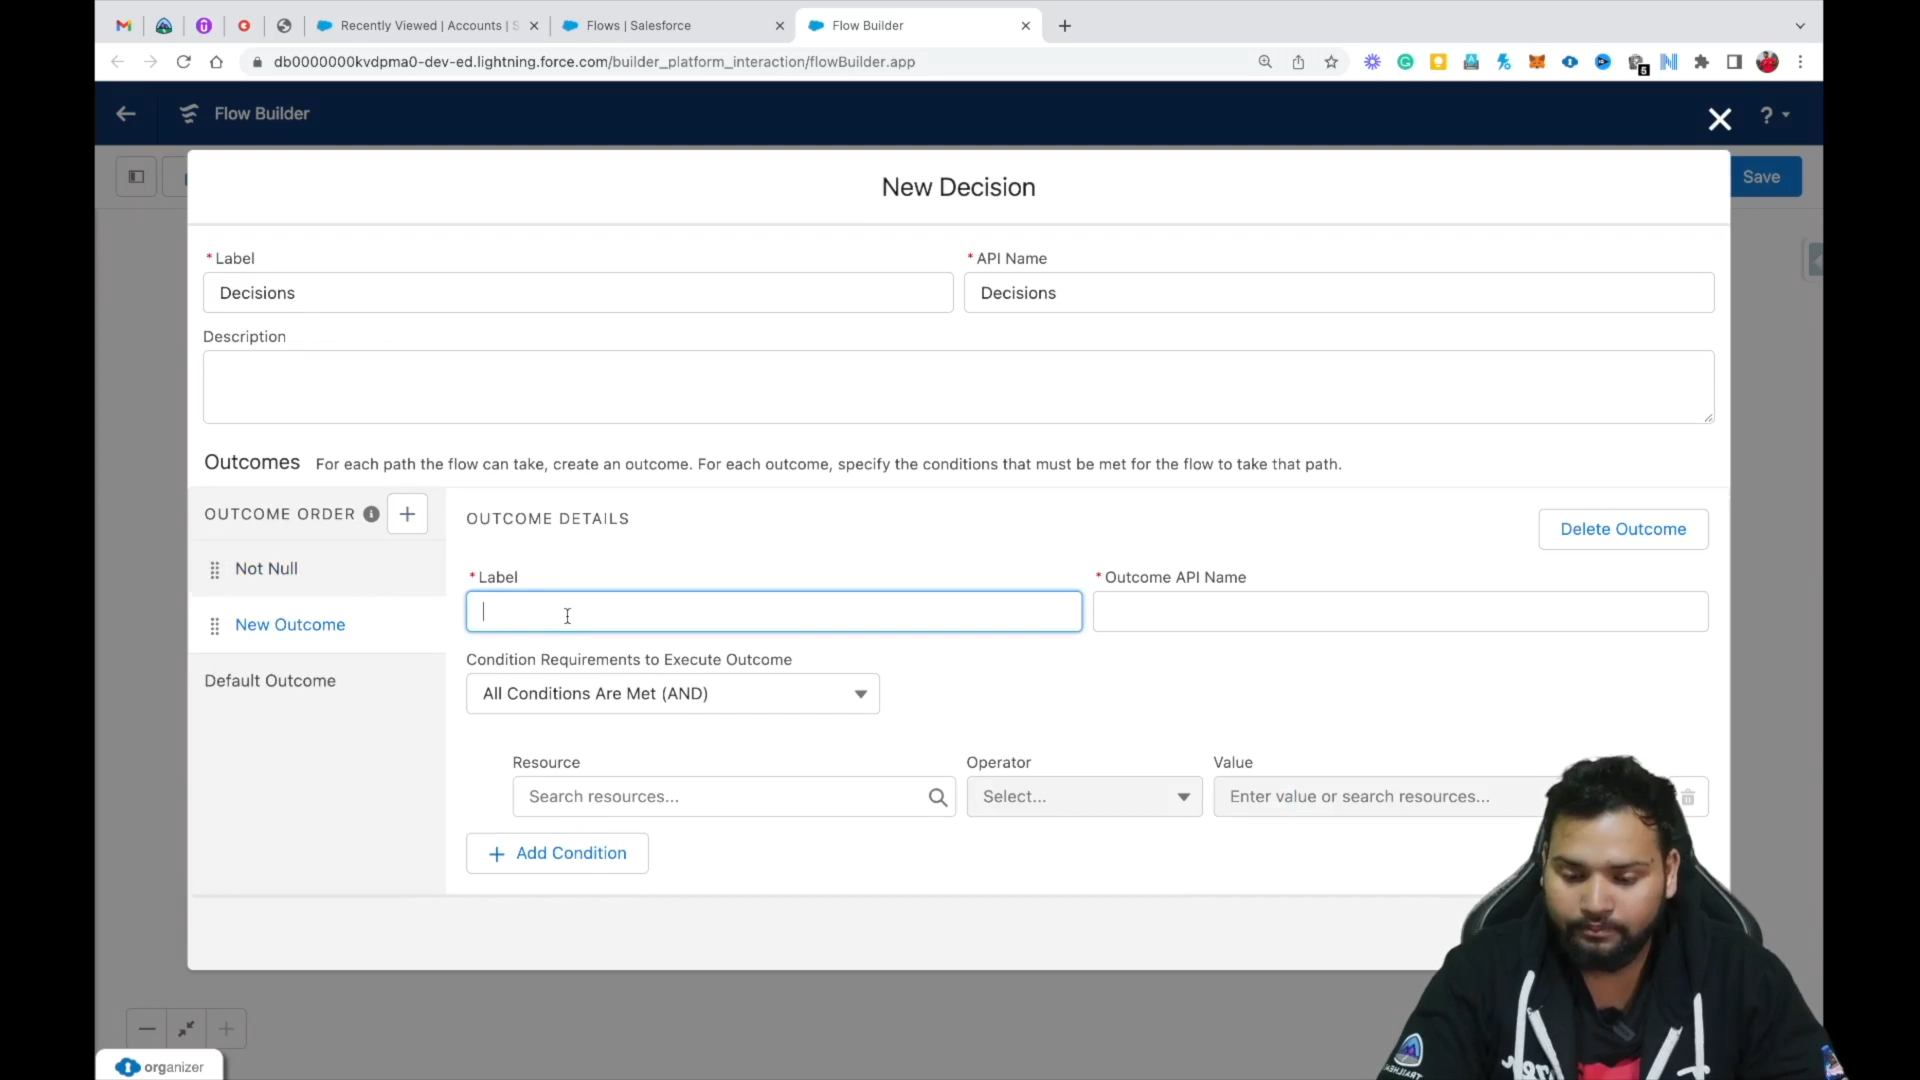 Recently Viewed | Accounts | S
Flows | Salesforce
Flow Builder
db0000000kvdpma0-dev-ed.lightning.force.com/builder_platform_interaction/flowBuilder.app
Flow Builder
?
Save
New Decision
* Label
* API Name
Decisions
Decisions
Description
Outcomes For each path the flow can take, create an outcome. For each outcome, specify the conditions that must be met for the flow to take that path.
OUTCOME ORDER
OUTCOME DETAILS
Delete Outcome
Not Null
* Label
* Outcome API Name
New Outcome
Condition Requirements to Execute Outcome
Default Outcome
All Conditions Are Met (AND)
Resource
Operator
Value
Search resources...
Select...
Enter value or search resources...
Add Condition
organizer